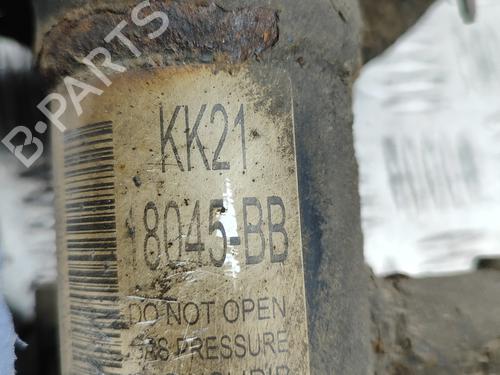 B-PARTS
KK21
18045-BB
DO NOT OPEN
GAS PRESSURE